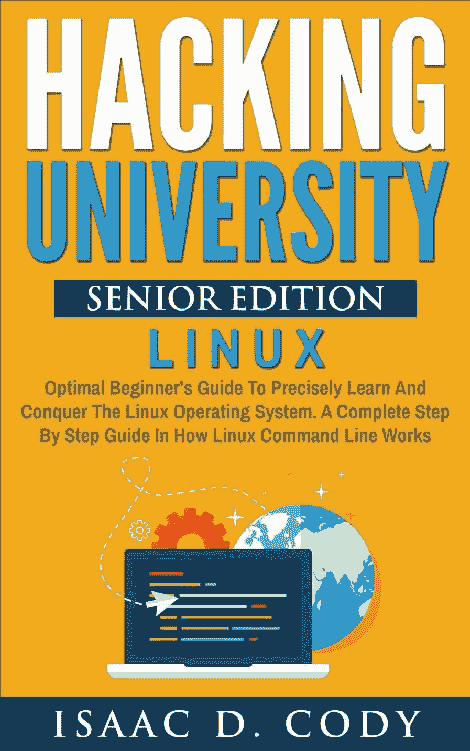 HACKING
UNIVERSITY
SENIOR EDITION
LINUX
Optimal Beginner's Guide To Precisely Learn And
Conquer The Linux Operating System. A Complete Step
By Step Guide In How Linux Command Line Works
ISAAC D. CODY